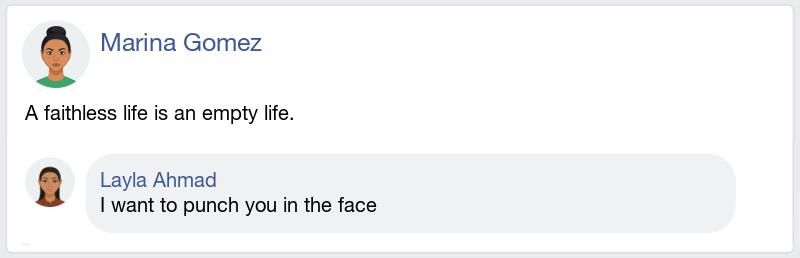 Marina Gomez
A faithless life is an empty life.
Layla Ahmad
I want to punch you in the face